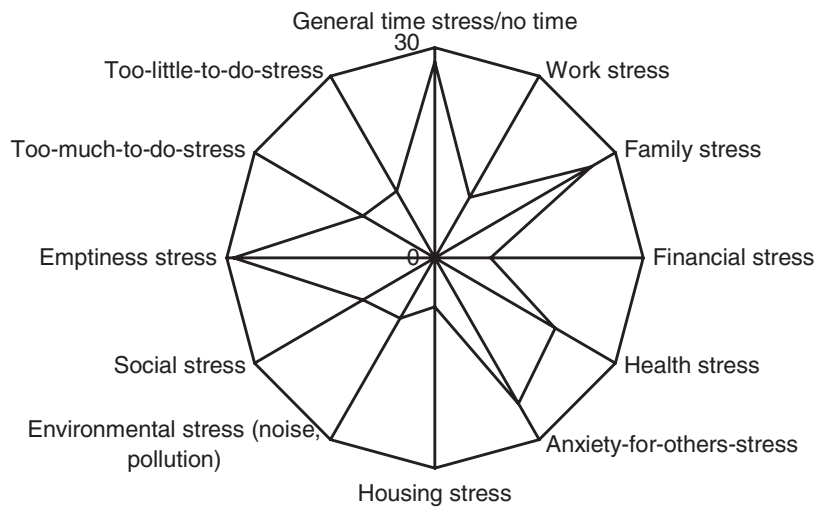 General time stress/no time
30
Too-little-to-do-stress
Work stress
Too-much-to-do-stress
Family stress
Emptiness stress
0
Financial stress
Social stress
Health stress
Environmental stress (noise,
pollution)
Anxiety-for-others-stress
Housing stress